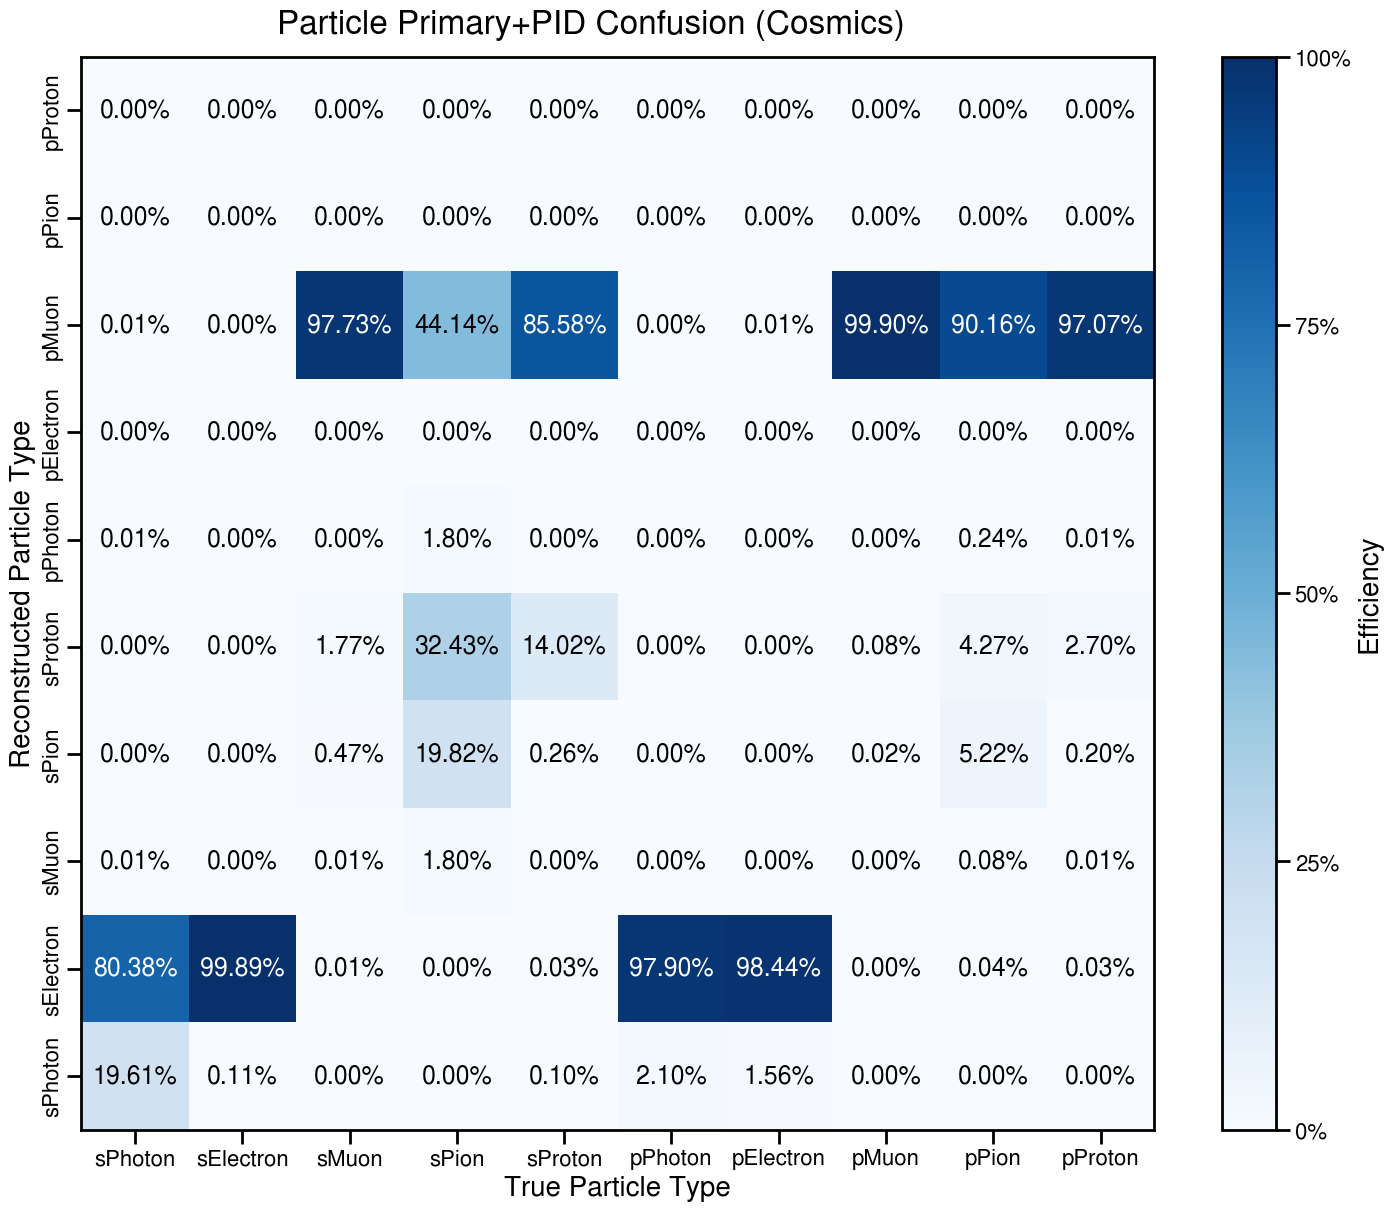 Particle Primary+PID Confusion (Cosmics)
Reconstructed Particle Type
pProton 0.00% 0.00% 0.00% 0.00% 0.00% 0.00% 0.00% 0.00% 0.00% 0.00%
pPion 0.00% 0.00% 0.00% 0.00% 0.00% 0.00% 0.00% 0.00% 0.00% 0.00%
pMuon 0.01% 0.00% 97.73% 44.14% 85.58% 0.00% 0.01% 99.90% 90.16% 97.07%
pElectron 0.00% 0.00% 0.00% 0.00% 0.00% 0.00% 0.00% 0.00% 0.00% 0.00%
pPhoton 0.01% 0.00% 0.00% 1.80% 0.00% 0.00% 0.00% 0.00% 0.24% 0.01%
sProton 0.00% 0.00% 1.77% 32.43% 14.02% 0.00% 0.00% 0.08% 4.27% 2.70%
sPion 0.00% 0.00% 0.47% 19.82% 0.26% 0.00% 0.00% 0.02% 5.22% 0.20%
sMuon 0.01% 0.00% 0.01% 1.80% 0.00% 0.00% 0.00% 0.00% 0.08% 0.01%
sElectron 80.38% 99.89% 0.01% 0.00% 0.03% 97.90% 98.44% 0.00% 0.04% 0.03%
sPhoton 19.61% 0.11% 0.00% 0.00% 0.10% 2.10% 1.56% 0.00% 0.00% 0.00%
sPhoton sElectron sMuon sPion sProton pPhoton pElectron pMuon pPion pProton
True Particle Type
100%
75%
50%
25%
0%
Efficiency